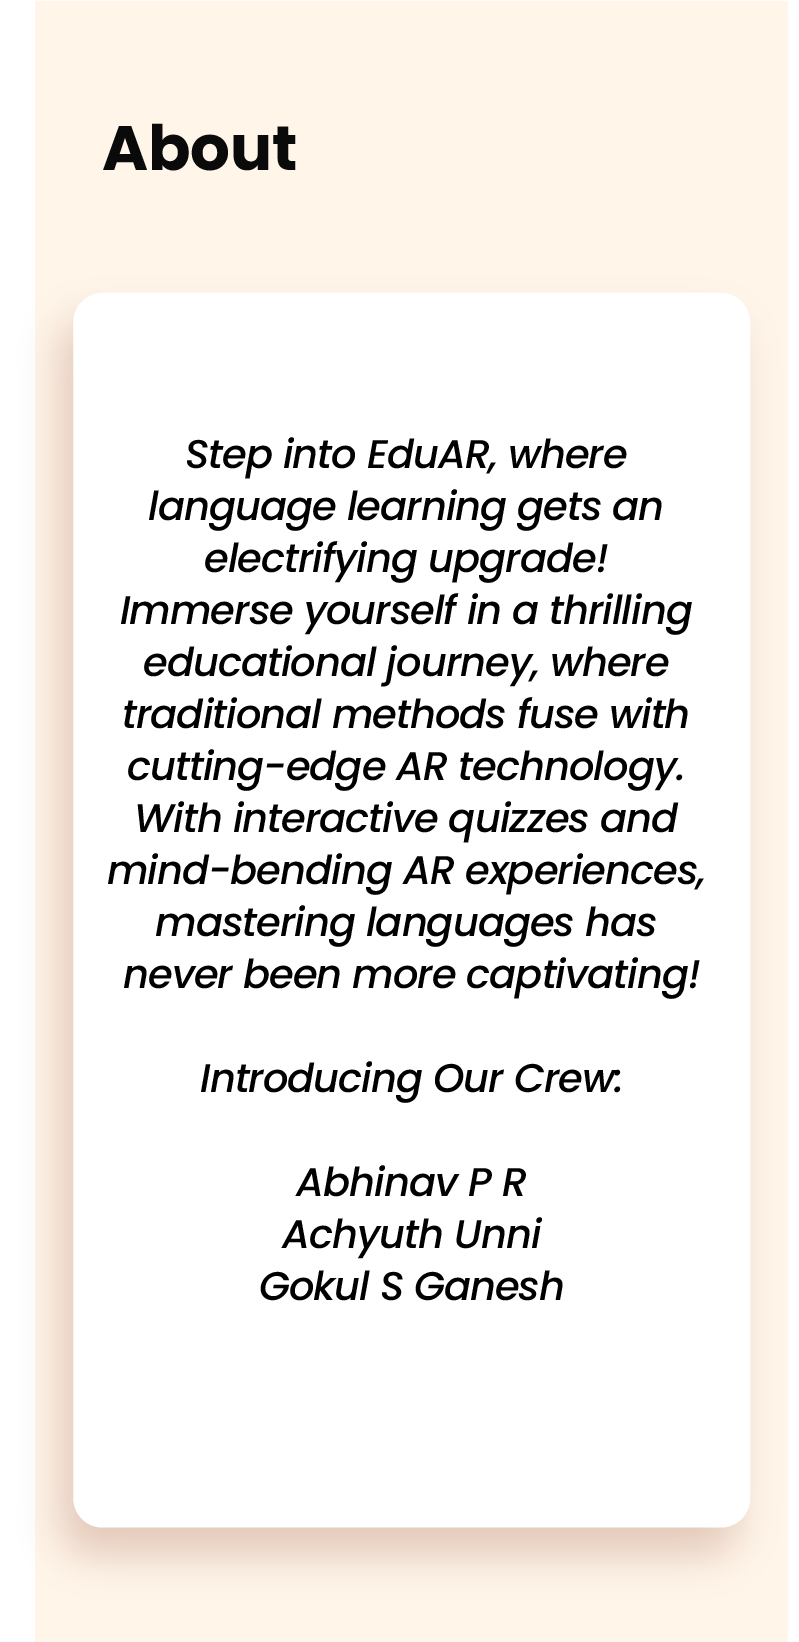 About
Step into EduAR, where
language learning gets an
electrifying upgrade!
Immerse yourself in a thrilling
educational journey, where
traditional methods fuse with
cutting-edge AR technology.
With interactive quizzes and
mind-bending AR experiences,
mastering languages has
never been more captivating!
Introducing Our Crew:
Abhinav P R
Achyuth Unni
Gokul S Ganesh